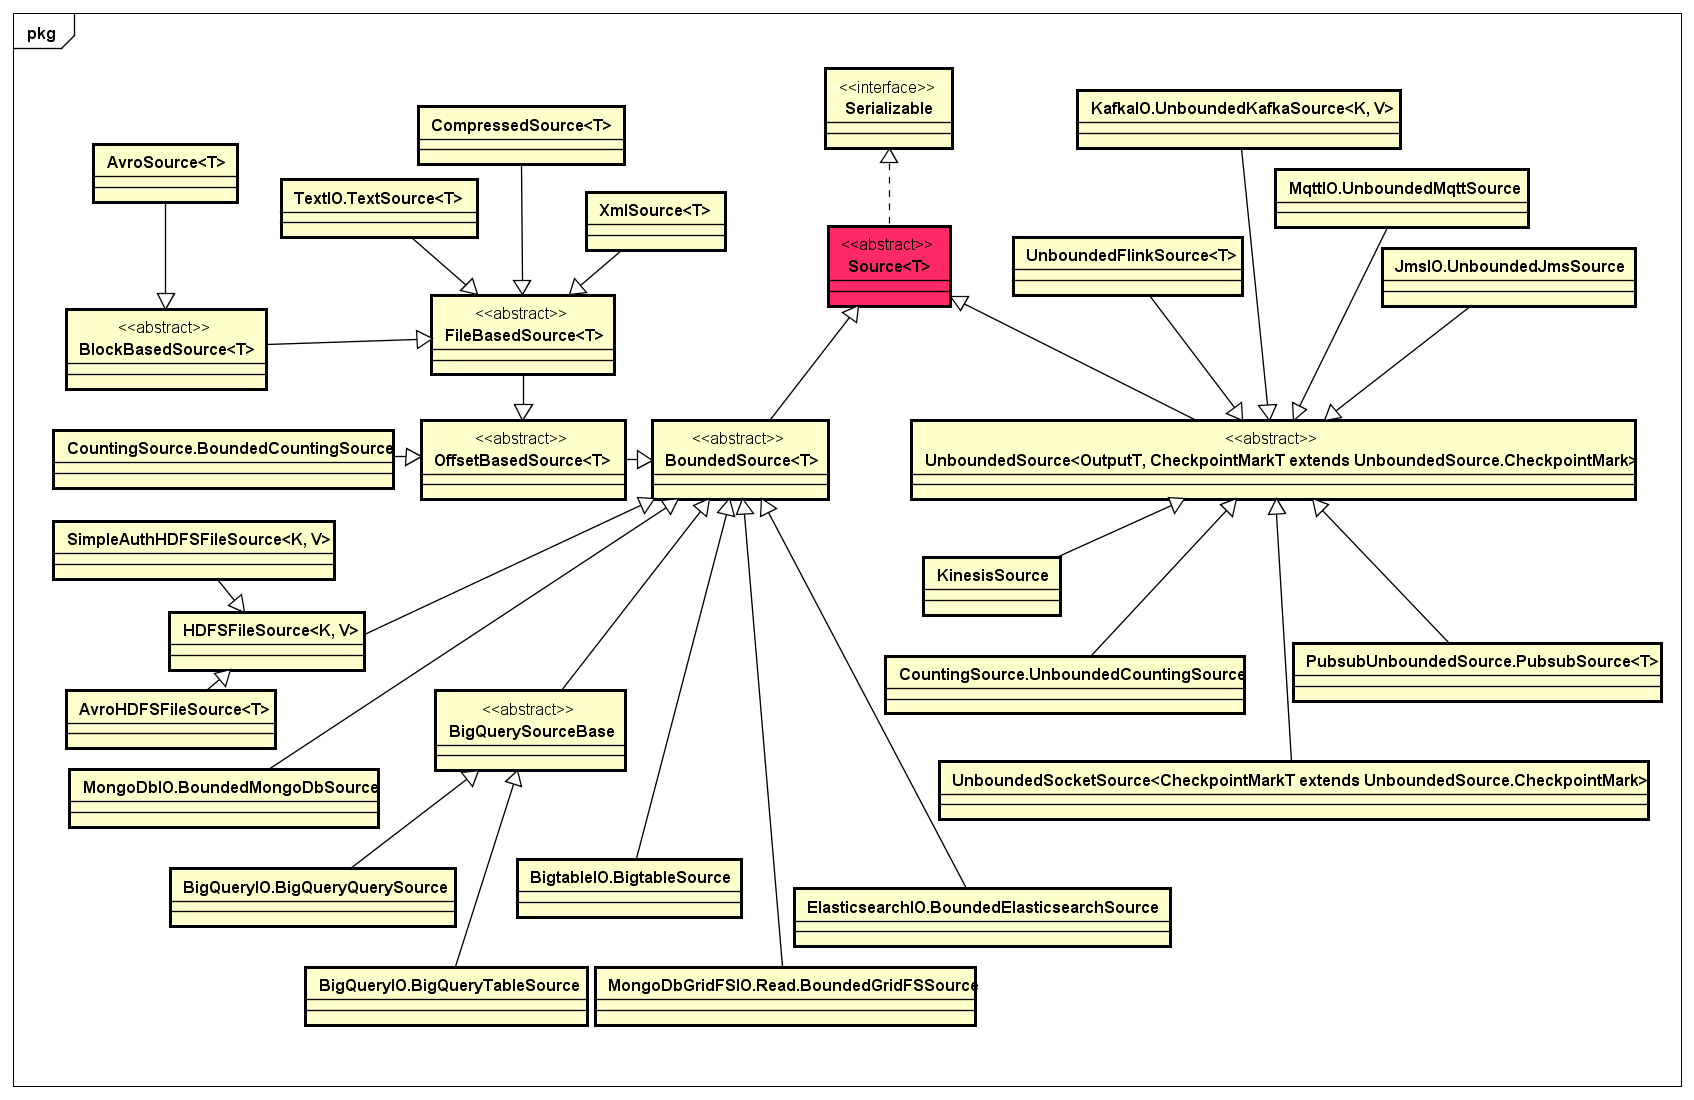 pkg
<<interface>>
Serializable
KafkaIO.UnboundedKafkaSource<K, V>
CompressedSource<T>
AvroSource<T>
TextIO.TextSource<T>
XmlSource<T>
MqttIO.UnboundedMqttSource
<<abstract>>
Source<T>
UnboundedFlinkSource<T>
JmsIO.UnboundedJmsSource
<<abstract>>
BlockBasedSource<T>
<<abstract>>
FileBasedSource<T>
CountingSource.BoundedCountingSource
<<abstract>>
OffsetBasedSource<T>
<<abstract>>
BoundedSource<T>
<<abstract>>
UnboundedSource<OutputT, CheckpointMarkT extends UnboundedSource.CheckpointMark>
SimpleAuthHDFSFileSource<K, V>
KinesisSource
HDFSFileSource<K, V>
CountingSource.UnboundedCountingSource
PubsubUnboundedSource.PubsubSource<T>
AvroHDFSFileSource<T>
<<abstract>>
BigQuerySourceBase
MongoDbIO.BoundedMongoDbSource
UnboundedSocketSource<CheckpointMarkT extends UnboundedSource.CheckpointMark>
BigQueryIO.BigQueryQuerySource
BigtableIO.BigtableSource
ElasticsearchIO.BoundedElasticsearchSource
BigQueryIO.BigQueryTableSource
MongoDbGridFSIO.Read.BoundedGridFSSource